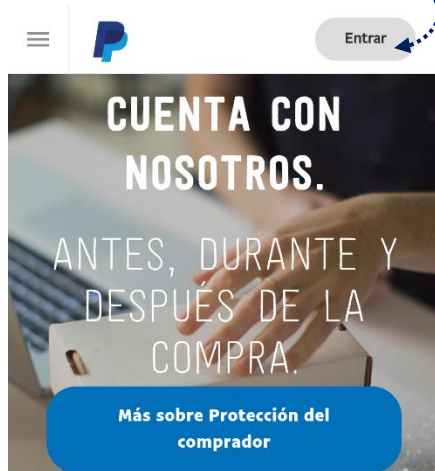 Entrar
CUENTA CON
NOSOTROS.
ANTES, DURANTE Y
DESPUÉS DE LA
COMPRA.
Más sobre Protección del
comprador